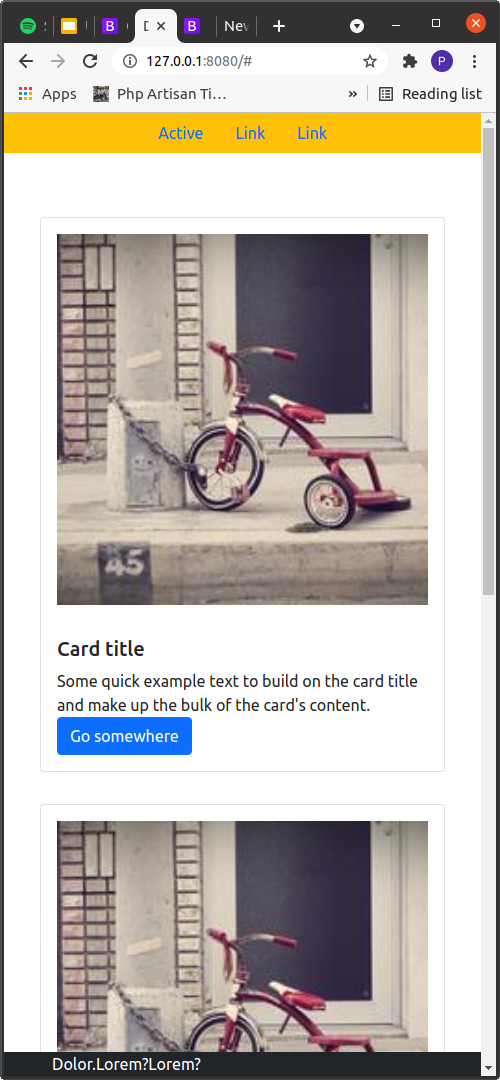 New
127.0.0.1:8080/#
P
Apps
Php Artisan Ti...
»
Reading list
Active Link Link
45
Card title
Some quick example text to build on the card title
and make up the bulk of the card's content.
Go somewhere
Dolor.Lorem?Lorem?